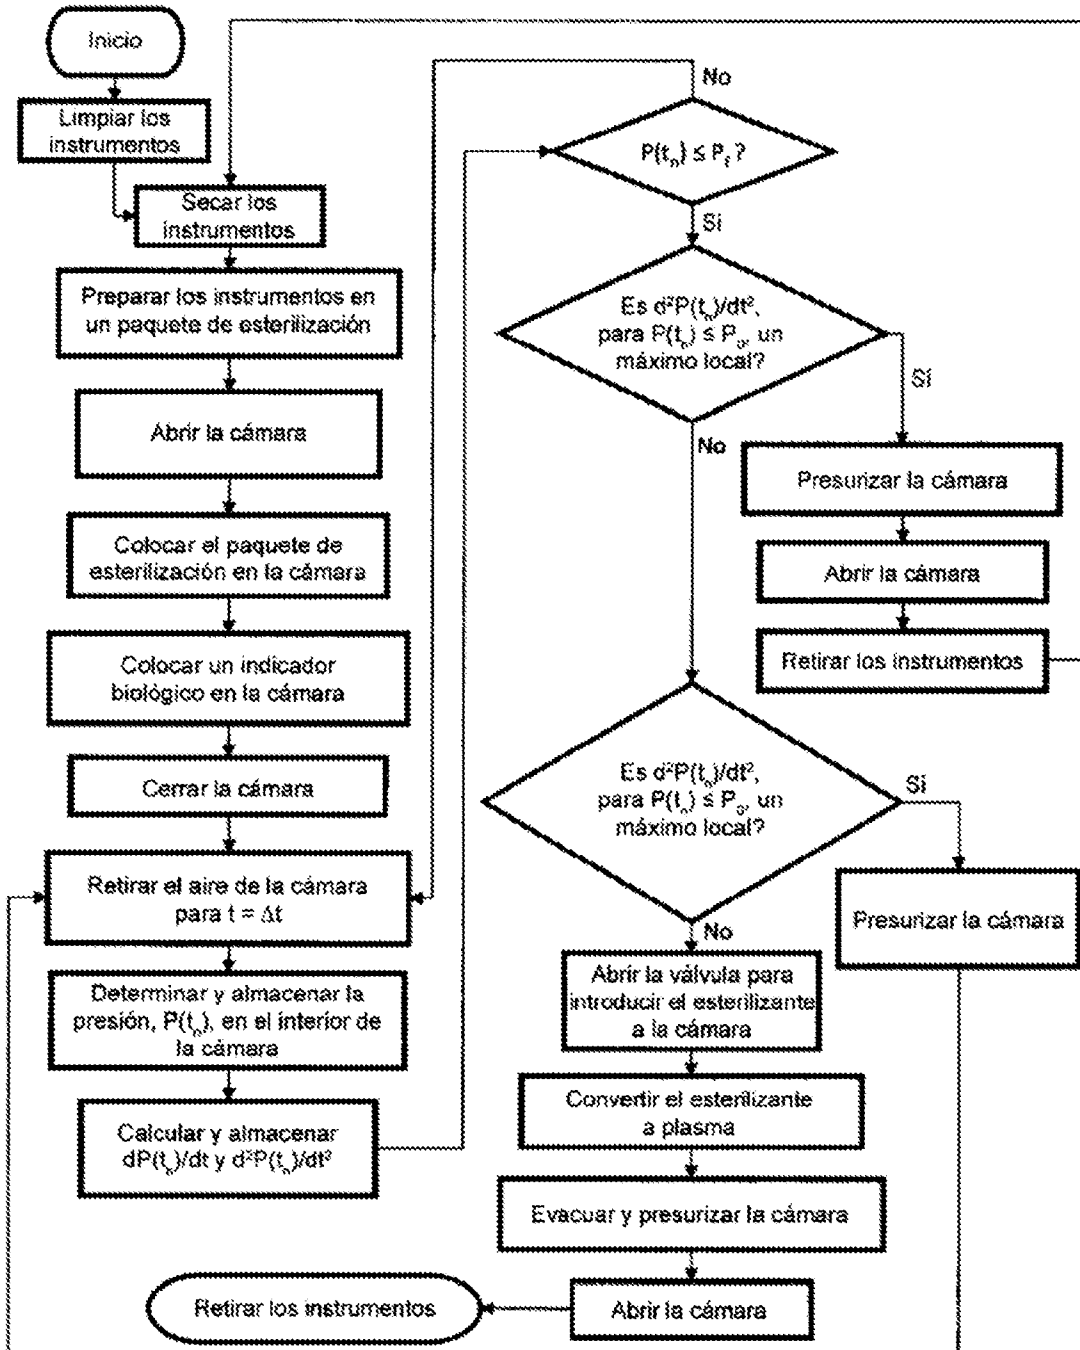 Inicio
Limpiar los
instrumentos
Secar los
instrumentos
Preparar los instrumentos en
un paquete de esterilización
Abrir la cámara
Colocar el paquete de
esterilización en la cámara
Colocar un indicador
biológico en la cámara
Cerrar la cámara
Retirar el aire de la cámara
para t = Δt
Determinar y almacenar la
presión, P(tₙ), en el interior de
la cámara
Calcular y almacenar
dP(tₙ)/dt y d²P(tₙ)/dt²
No
P(tₙ) ≤ P_f ?
Sí
Es d²P(tₙ)/dt²,
para P(tₙ) ≤ P₀, un
máximo local?
Sí
No
Presurizar la cámara
Abrir la cámara
Retirar los instrumentos
Es d²P(tₙ)/dt²,
para P(tₙ) ≤ P₀, un
máximo local?
Sí
No
Presurizar la cámara
Abrir la válvula para
introducir el esterilizante
a la cámara
Convertir el esterilizante
a plasma
Evacuar y presurizar la cámara
Abrir la cámara
Retirar los instrumentos